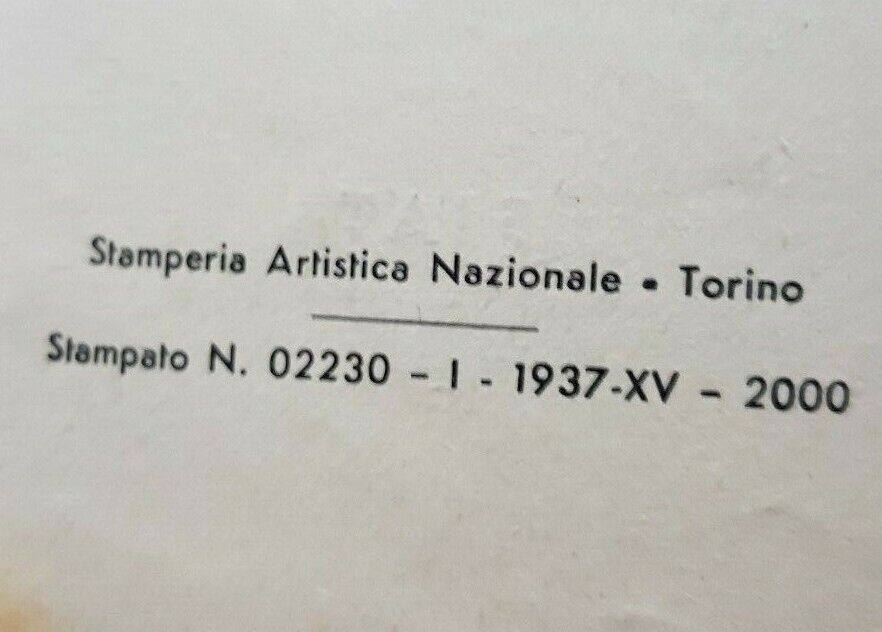 Stamperia Artistica Nazionale - Torino
Stampato N. 02230 - I - 1937-XV - 2000